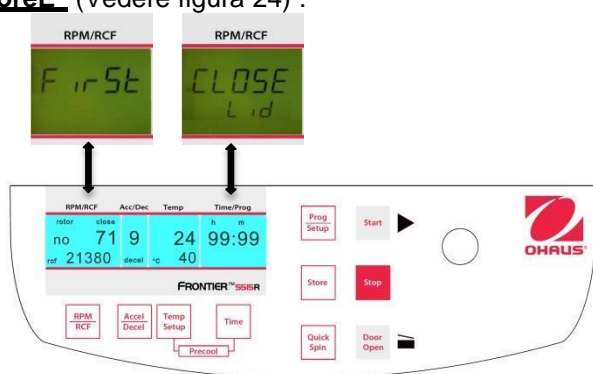 oreL" (Vedere figura 24) :
RPM/RCF
RPM/RCF
FirSt
CLOSE
Lid
RPM/RCF Acc/Dec Temp Time/Prog
rotor close h m
no 71 9 24 99:99
rcf 21380 decel °C 40
FRONTIER™ 5515R
RPM
RCF
Accel
Decel
Temp
Setup
Time
Precool
Prog
Setup
Start
Store
Stop
Quick
Spin
Door
Open
OHAUS®